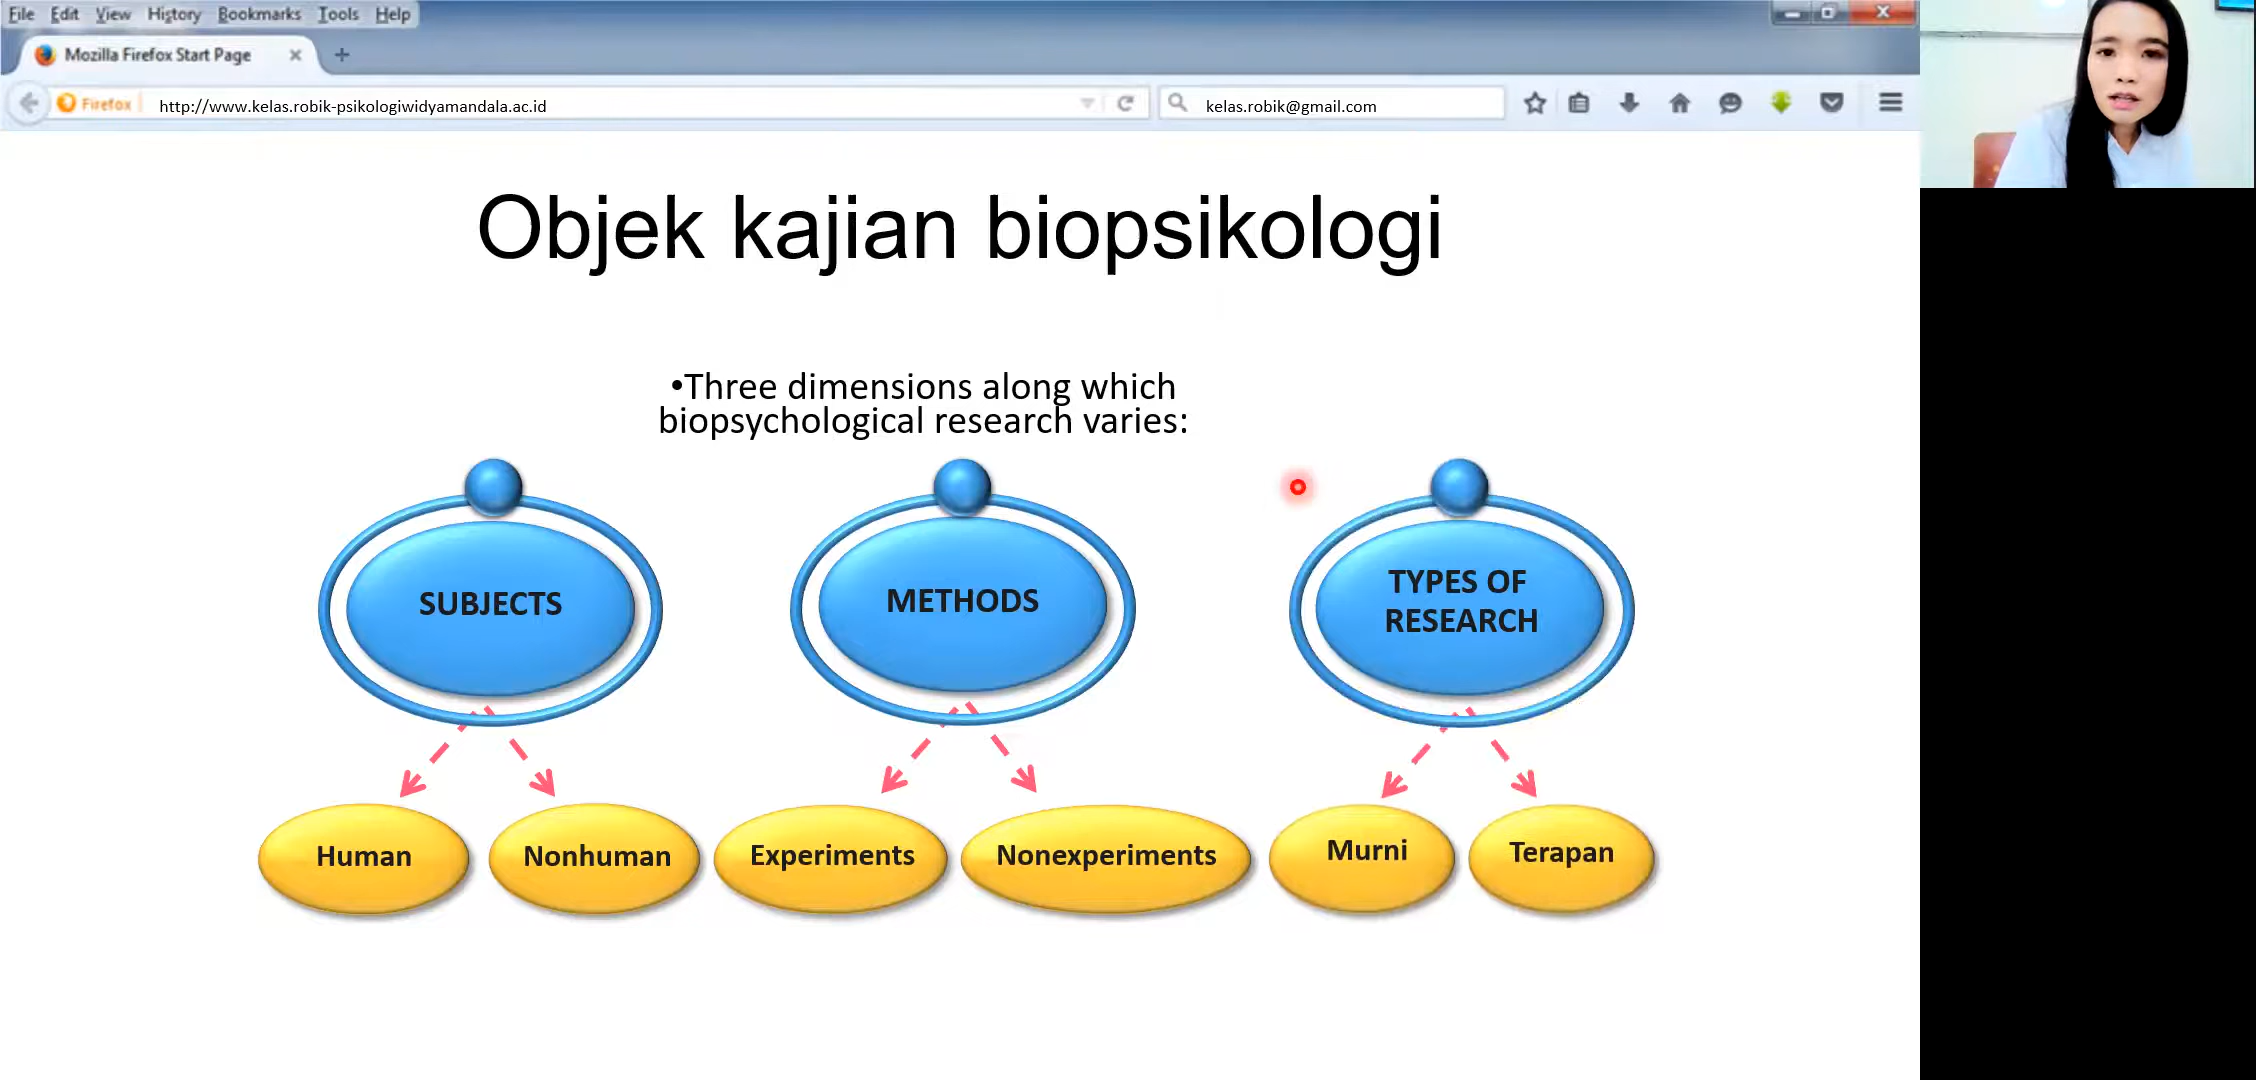 File Edit View History Bookmarks Tools Help
Mozilla Firefox Start Page
Firefox http://www.kelas.robik-psikologiwidyamandala.ac.id kelas.robik@gmail.com
Objek kajian biopsikologi
•Three dimensions along which
biopsychological research varies:
SUBJECTS
METHODS
TYPES OF
RESEARCH
Human
Nonhuman
Experiments
Nonexperiments
Murni
Terapan